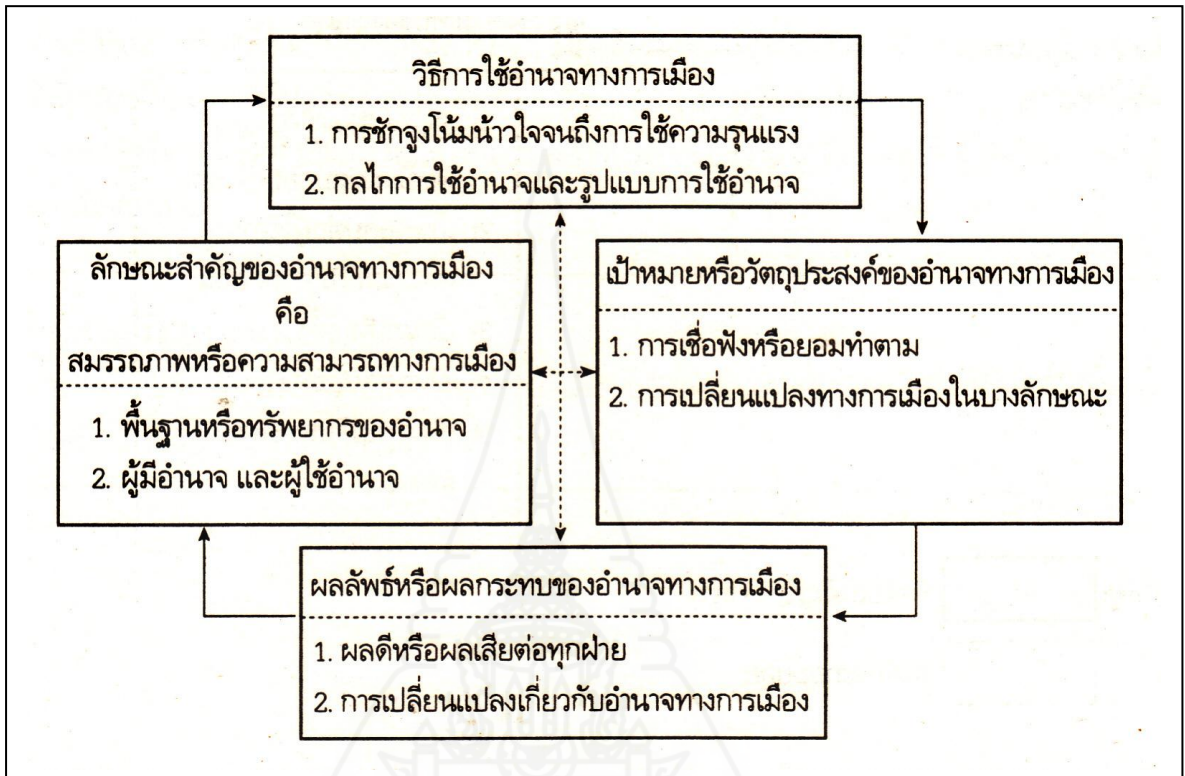 วิธีการใช้อำนาจทางการเมือง
1. การชักจูงโน้มน้าวใจจนถึงการใช้ความรุนแรง
2. กลไกการใช้อำนาจและรูปแบบการใช้อำนาจ
ลักษณะสำคัญของอำนาจทางการเมือง
คือ
สมรรถภาพหรือความสามารถทางการเมือง
1. พื้นฐานหรือทรัพยากรของอำนาจ
2. ผู้มีอำนาจ และผู้ใช้อำนาจ
เป้าหมายหรือวัตถุประสงค์ของอำนาจทางการเมือง
1. การเชื่อฟังหรือยอมทำตาม
2. การเปลี่ยนแปลงทางการเมืองในบางลักษณะ
ผลลัพธ์หรือผลกระทบของอำนาจทางการเมือง
1. ผลดีหรือผลเสียต่อทุกฝ่าย
2. การเปลี่ยนแปลงเกี่ยวกับอำนาจทางการเมือง